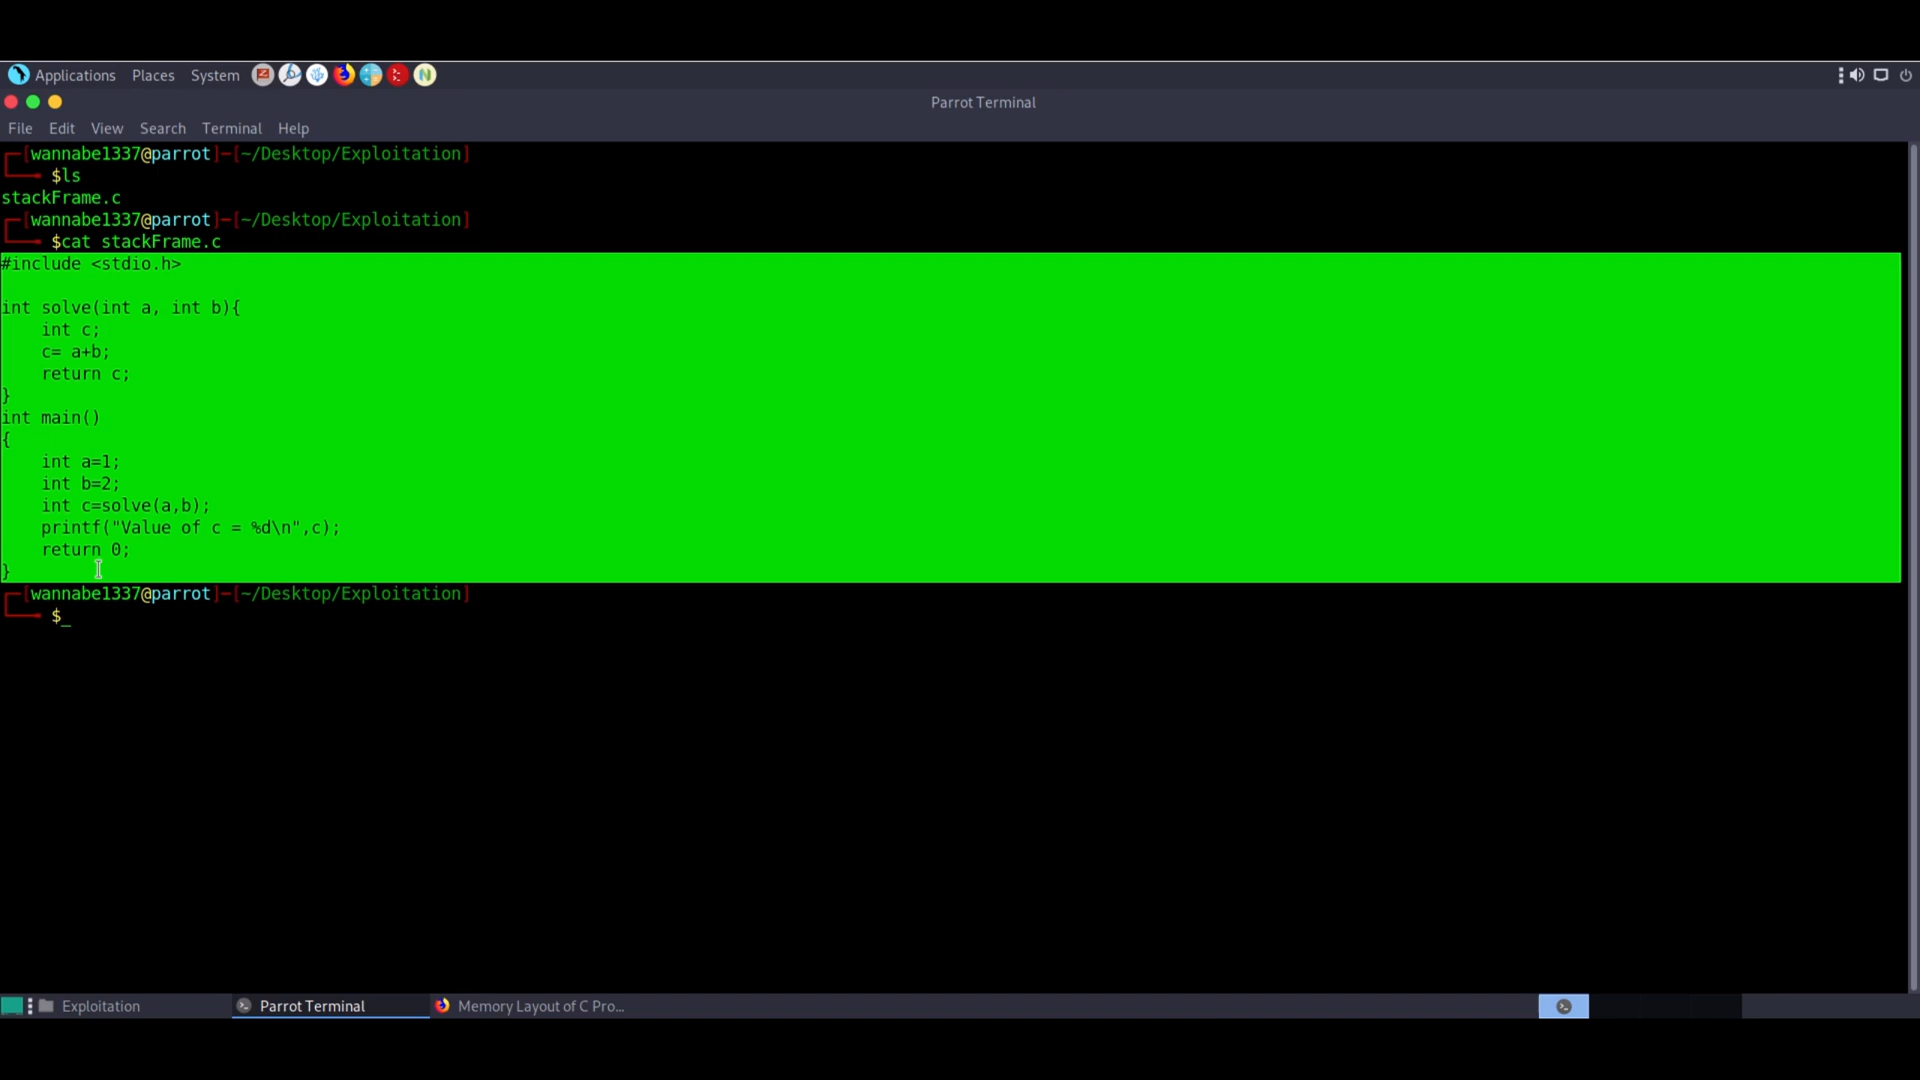 Applications Places System
Parrot Terminal
File Edit View Search Terminal Help
[wannabe1337@parrot]-[~/Desktop/Exploitation]
$ls
stackFrame.c
[wannabe1337@parrot]-[~/Desktop/Exploitation]
$cat stackFrame.c
#include <stdio.h>
int solve(int a, int b){
    int c;
    c= a+b;
    return c;
}
int main()
{
    int a=1;
    int b=2;
    int c=solve(a,b);
    printf("Value of c = %d\n",c);
    return 0;
}
[wannabe1337@parrot]-[~/Desktop/Exploitation]
$_
Exploitation Parrot Terminal Memory Layout of C Pro...